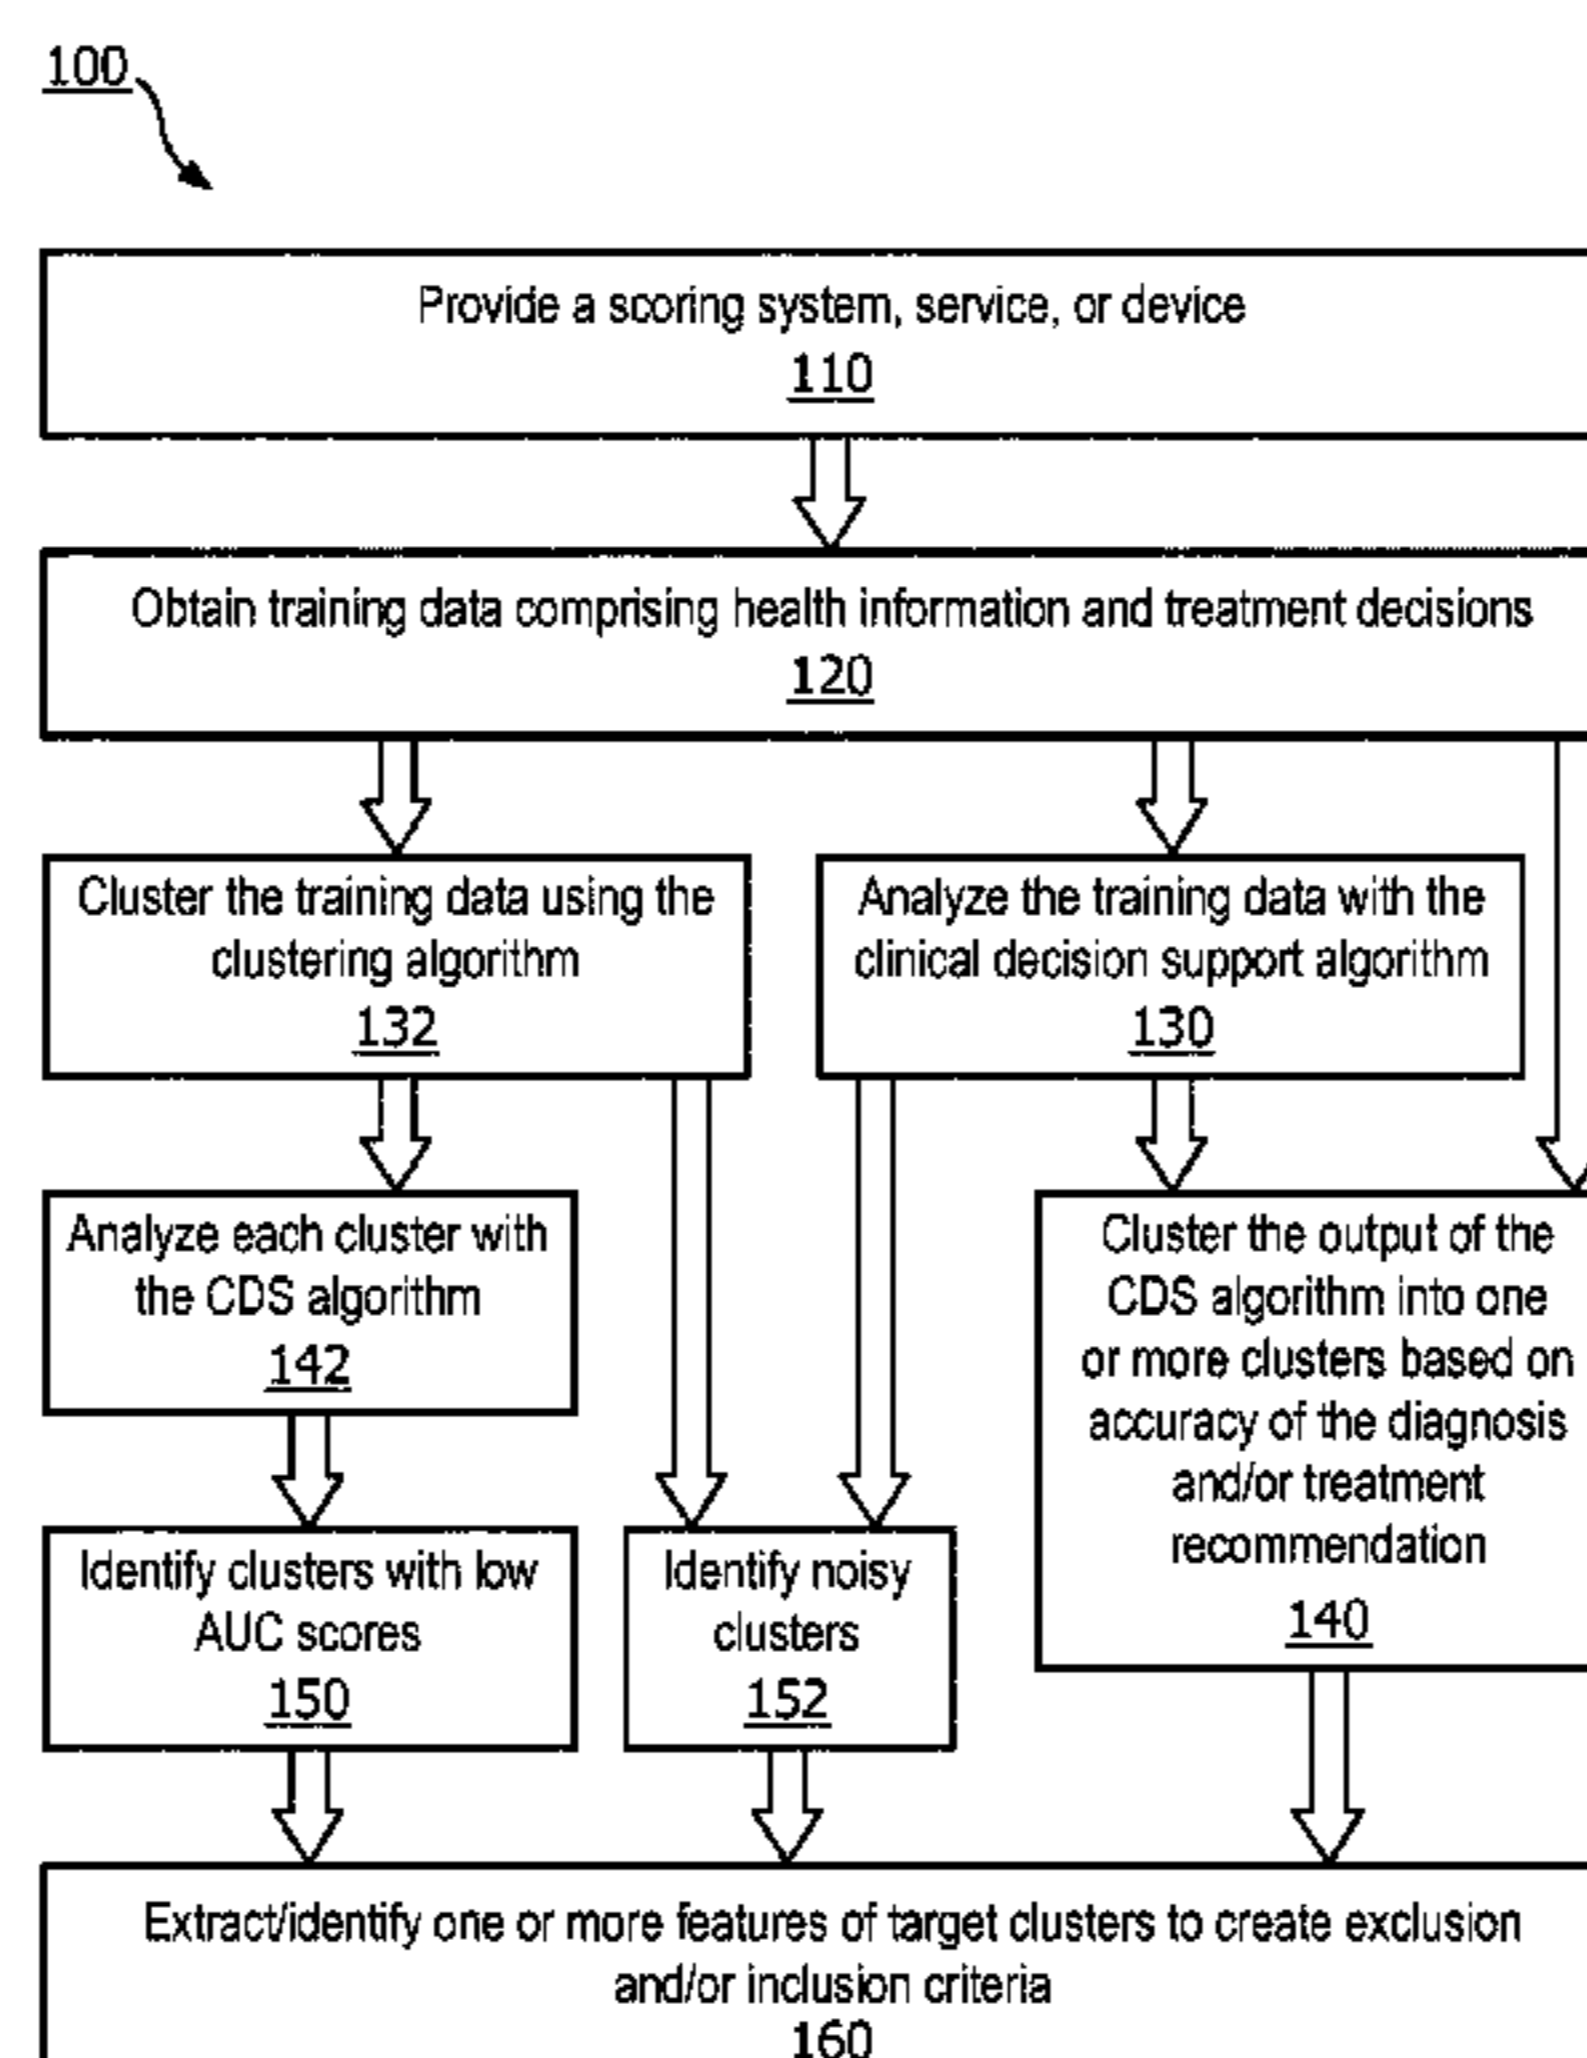 100
Provide a scoring system, service, or device
110
Obtain training data comprising health information and treatment decisions
120
Cluster the training data using the
clustering algorithm
132
Analyze the training data with the
clinical decision support algorithm
130
Analyze each cluster with
the CDS algorithm
142
Cluster the output of the
CDS algorithm into one
or more clusters based on
accuracy of the diagnosis
and/or treatment
recommendation
140
Identify clusters with low
AUC scores
150
Identify noisy
clusters
152
Extract/identify one or more features of target clusters to create exclusion
and/or inclusion criteria
160